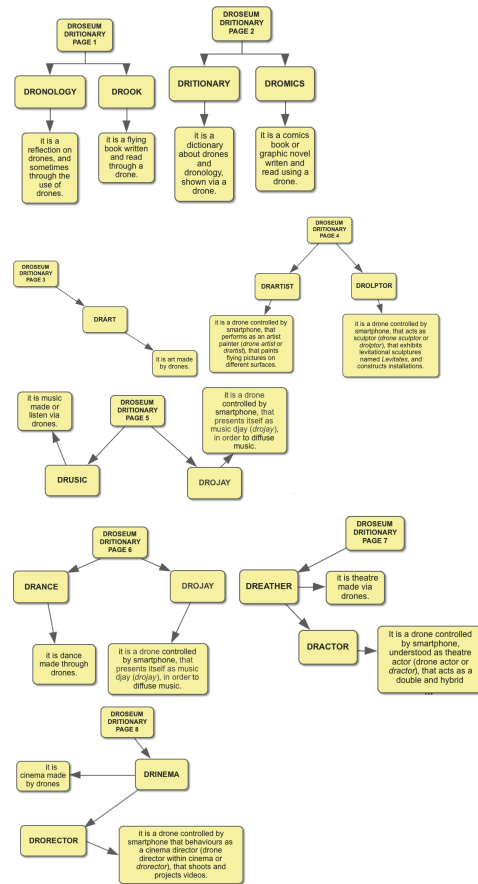 DROSEUM
DRITIONARY
PAGE 1
DRONOLOGY
DROOK
it is a
reflection on
drones, and
sometimes
through the
use of
drones.
it is a flying
book written
and read
through a
drone.
DROSEUM
DRITIONARY
PAGE 2
DRITIONARY
DROMICS
it is a
dictionary
about drones
and
dronology,
shown via a
drone.
it is a comics
book or
graphic novel
writen and
read using a
drone.
DROSEUM
DRITIONARY
PAGE 3
DRART
it is art made
by drones.
DROSEUM
DRITIONARY
PAGE 4
DRARTIST
DROLPTOR
it is a drone controlled by
smartphone, that
performs as an artist
painter (drone artist or
drartist), that paints
flying pictures on
different surfaces.
it is a drone controlled by
smartphone, that acts as
sculptor (drone sculptor or
drolptor), that exhibits
levitational sculptures
named Levitates, and
constructs installations.
DROSEUM
DRITIONARY
PAGE 5
it is music
made or
listen via
drones.
DRUSIC
DROJAY
it is a drone
controlled by
smartphone, that
presents itself as
music djay (drojay),
in order to diffuse
music.
DROSEUM
DRITIONARY
PAGE 6
DRANCE
DROJAY
it is dance
made through
drones.
it is a drone controlled
by smartphone, that
presents itself as music
djay (drojay), in order to
diffuse music.
DROSEUM
DRITIONARY
PAGE 7
DREATHER
it is theatre
made via
drones.
DRACTOR
It is a drone controlled
by smartphone,
understood as theatre
actor (drone actor or
dractor), that acts as a
double and hybrid
...
DROSEUM
DRITIONARY
PAGE 8
DRINEMA
it is
cinema made
by drones
DRORECTOR
it is a drone controlled by
smartphone that behaviours as
a cinema director (drone
director within cinema or
drorector), that shoots and
projects videos.